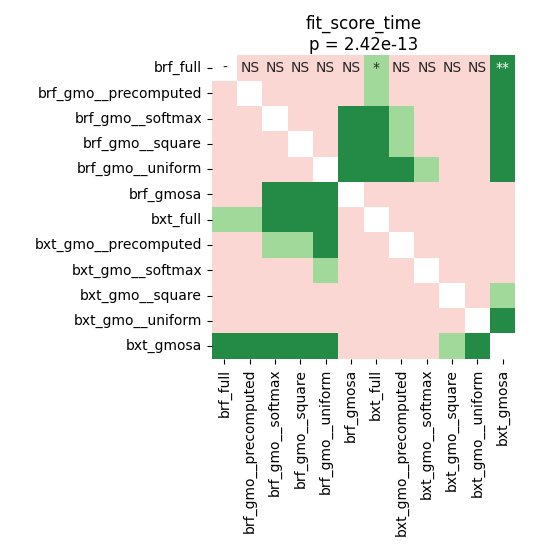 fit_score_time
p = 2.42e-13
brf_full - NS NS NS NS NS * NS NS NS NS **
brf_gmo__precomputed
brf_gmo__softmax
brf_gmo__square
brf_gmo__uniform
brf_gmosa
bxt_full
bxt_gmo__precomputed
bxt_gmo__softmax
bxt_gmo__square
bxt_gmo__uniform
bxt_gmosa
brf_full
brf_gmo__precomputed
brf_gmo__softmax
brf_gmo__square
brf_gmo__uniform
brf_gmosa
bxt_full
bxt_gmo__precomputed
bxt_gmo__softmax
bxt_gmo__square
bxt_gmo__uniform
bxt_gmosa